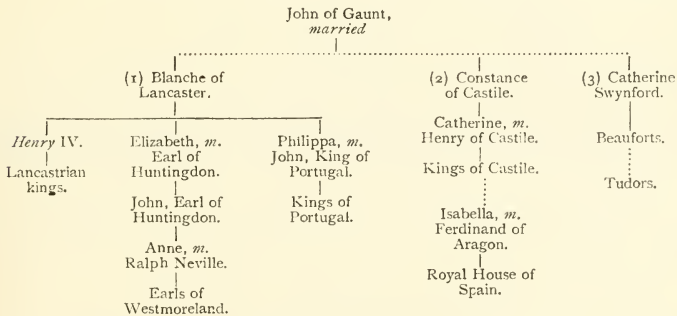 John of Gaunt,
married
(1) Blanche of
Lancaster.
(2) Constance
of Castile.
(3) Catherine
Swynford.
Henry IV.
Lancastrian
kings.
Elizabeth, m.
Earl of
Huntingdon.
John, Earl of
Huntingdon.
Anne, m.
Ralph Neville.
Earls of
Westmoreland.
Philippa, m.
John, King of
Portugal.
Kings of
Portugal.
Catherine, m.
Henry of Castile.
Kings of Castile.
Isabella, m.
Ferdinand of
Aragon.
Royal House of
Spain.
Beauforts.
Tudors.